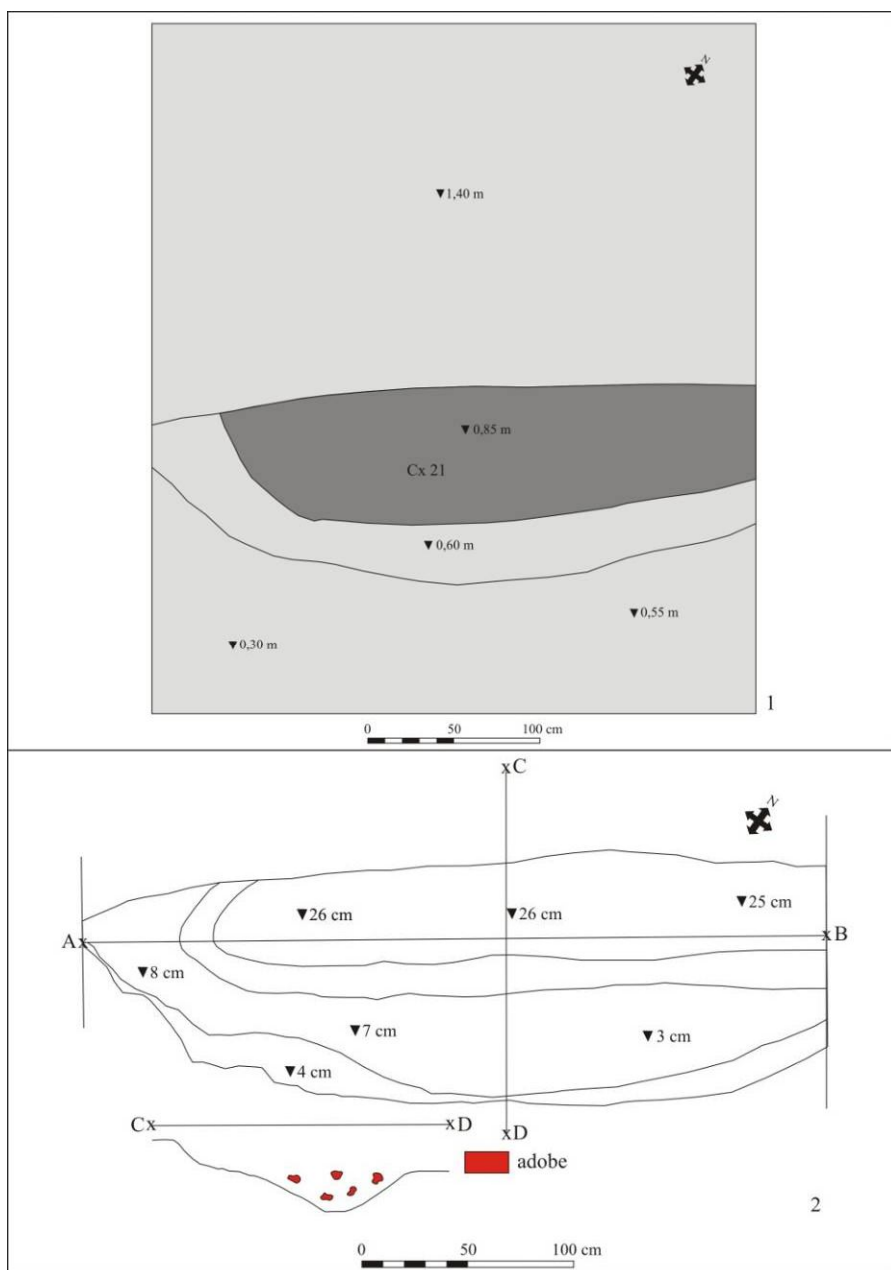 N
▼1,40 m
▼0,85 m
Cx 21
▼0,60 m
▼0,55 m
▼0,30 m
1
0 50 100 cm
xC
N
▼25 cm
▼26 cm ▼26 cm
Ax xB
▼8 cm
▼7 cm ▼3 cm
▼4 cm
Cx xD xD
adobe
2
0 50 100 cm